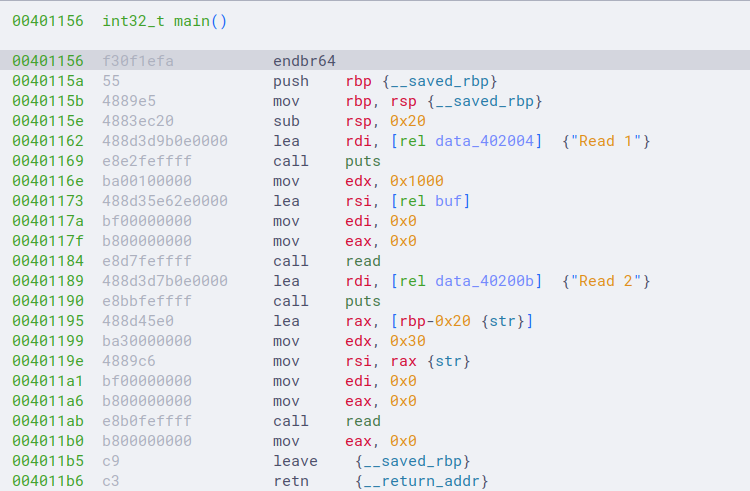 00401156 int32_t main()
00401156 f30f1efa endbr64
0040115a 55 push rbp {__saved_rbp}
0040115b 4889e5 mov rbp, rsp {__saved_rbp}
0040115e 4883ec20 sub rsp, 0x20
00401162 488d3d9b0e0000 lea rdi, [rel data_402004] {"Read 1"}
00401169 e8e2feffff call puts
0040116e ba00100000 mov edx, 0x1000
00401173 488d35e62e0000 lea rsi, [rel buf]
0040117a bf00000000 mov edi, 0x0
0040117f b800000000 mov eax, 0x0
00401184 e8d7feffff call read
00401189 488d3d7b0e0000 lea rdi, [rel data_40200b] {"Read 2"}
00401190 e8bbfeffff call puts
00401195 488d45e0 lea rax, [rbp-0x20 {str}]
00401199 ba30000000 mov edx, 0x30
0040119e 4889c6 mov rsi, rax {str}
004011a1 bf00000000 mov edi, 0x0
004011a6 b800000000 mov eax, 0x0
004011ab e8b0feffff call read
004011b0 b800000000 mov eax, 0x0
004011b5 c9 leave {__saved_rbp}
004011b6 c3 retn {__return_addr}